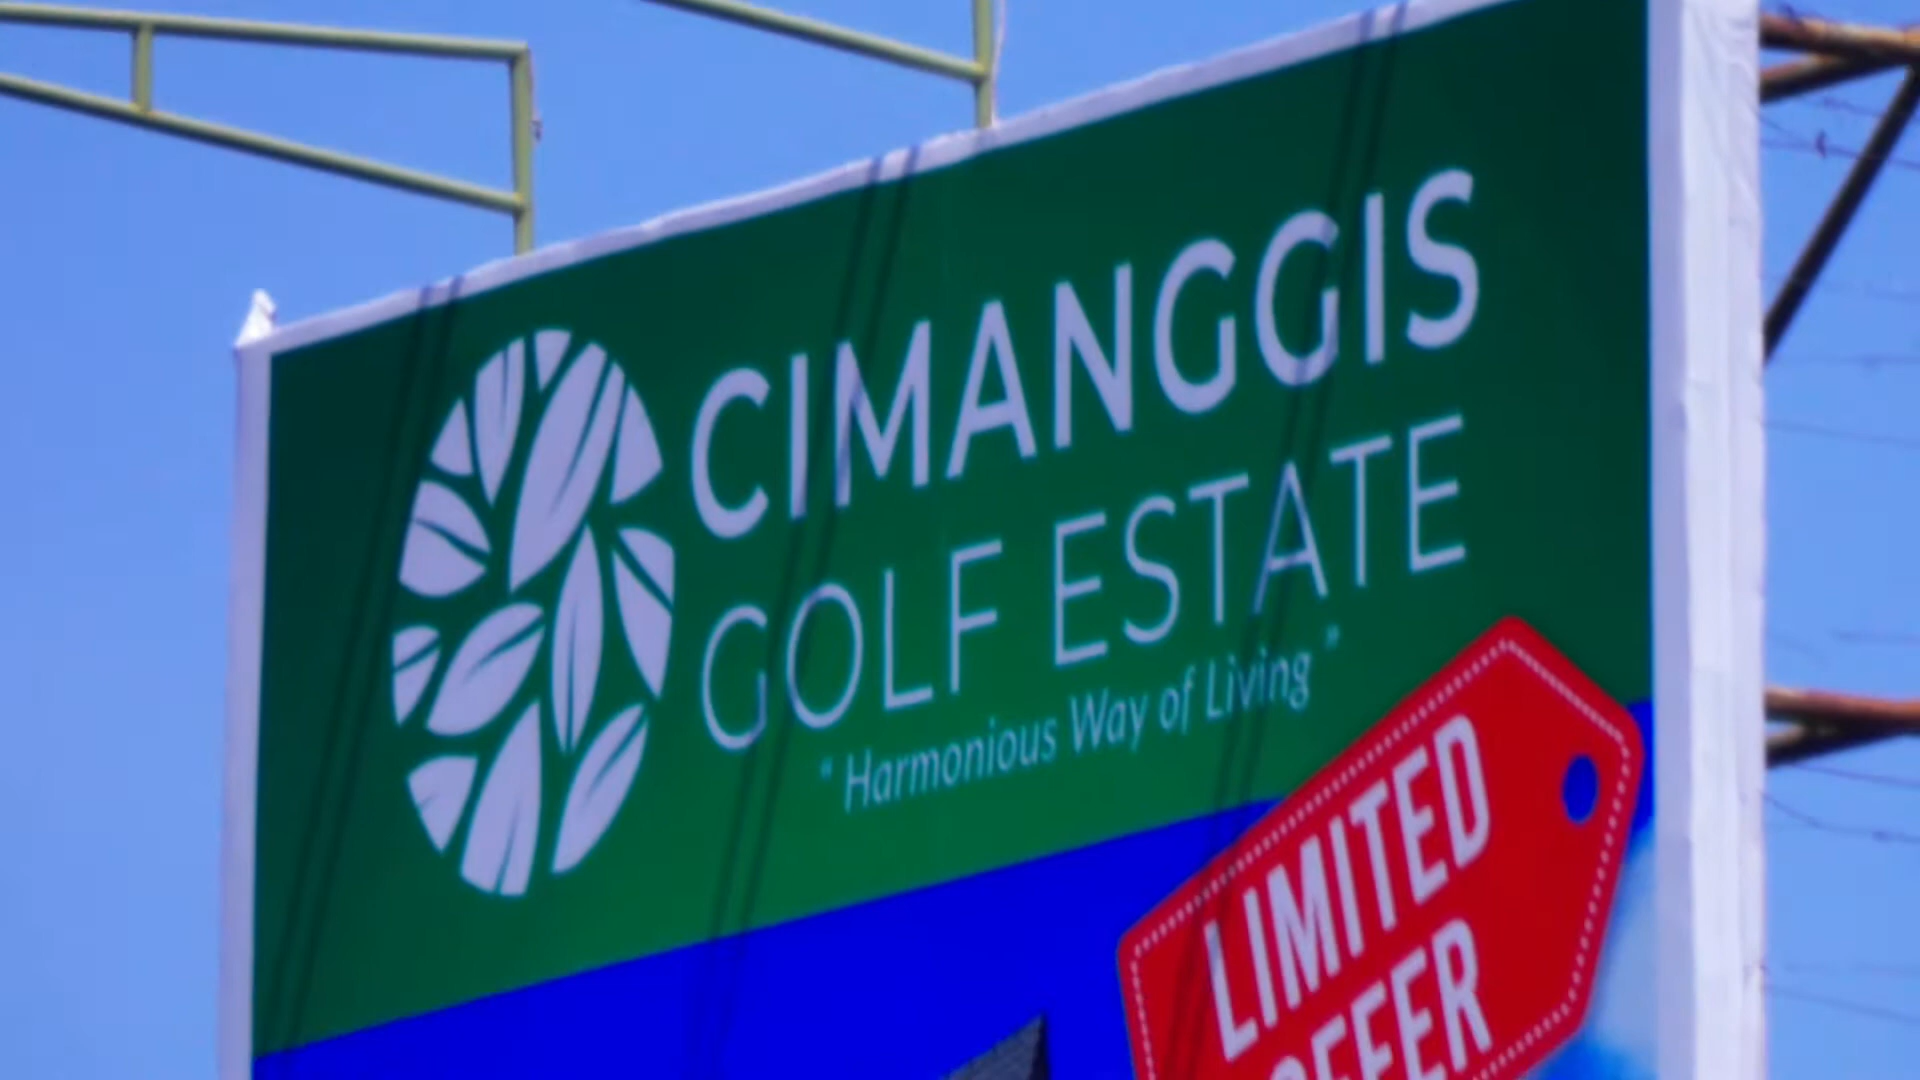 CIMANGGIS
GOLF ESTATE
" Harmonious Way of Living "
LIMITED
OFFER